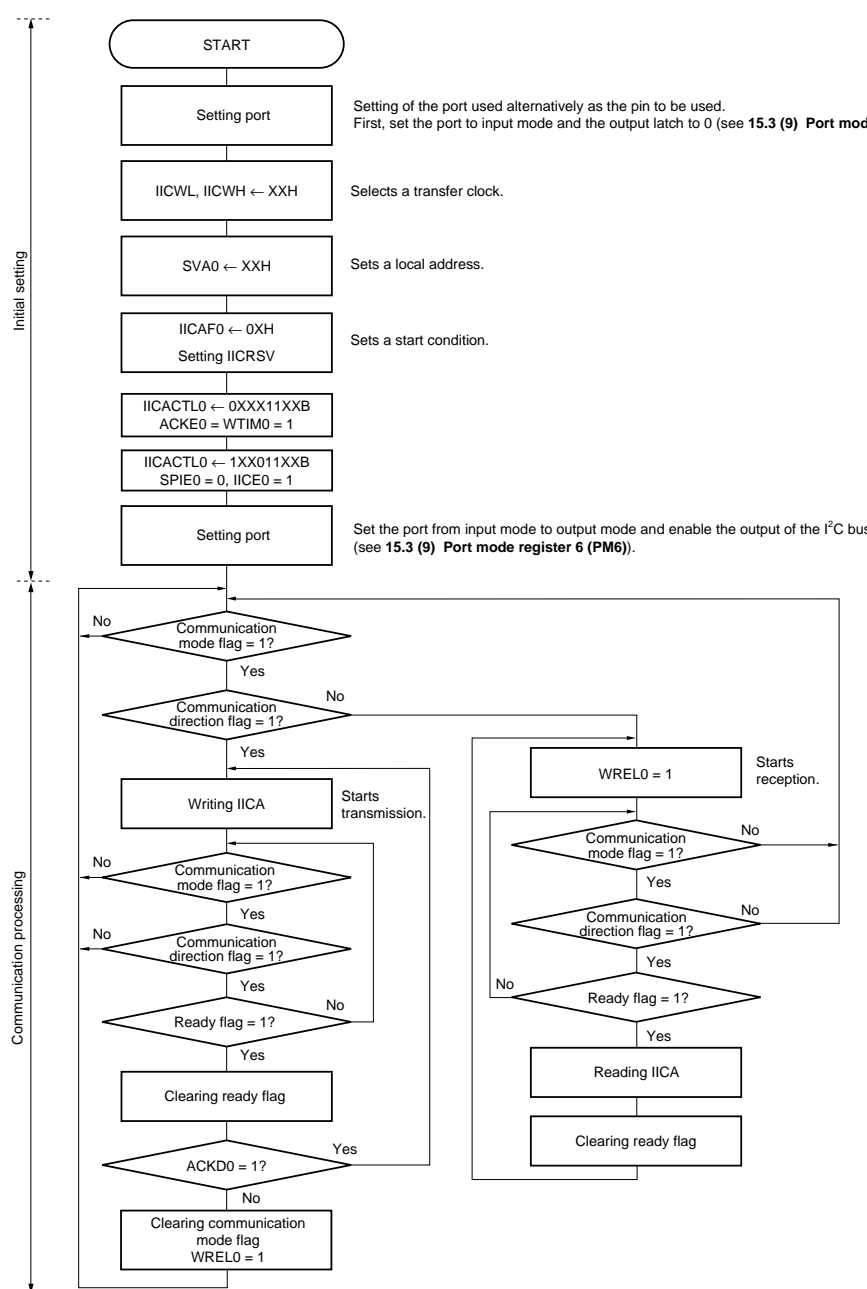 START
Setting port
Setting of the port used alternatively as the pin to be used.
First, set the port to input mode and the output latch to 0 (see 15.3 (9) Port mod
IICWL, IICWH ← XXH
Selects a transfer clock.
SVA0 ← XXH
Sets a local address.
IICAF0 ← 0XH
Setting IICRSV
Sets a start condition.
IICACTL0 ← 0XXX11XXB
ACKE0 = WTIM0 = 1
IICACTL0 ← 1XX011XXB
SPIE0 = 0, IICE0 = 1
Setting port
Set the port from input mode to output mode and enable the output of the I²C bus
(see 15.3 (9) Port mode register 6 (PM6)).
Initial setting
Communication processing
No
Communication
mode flag = 1?
Yes
Communication
direction flag = 1?
No
Yes
Writing IICA
Starts
transmission.
No
Communication
mode flag = 1?
Yes
No
Communication
direction flag = 1?
Yes
Ready flag = 1?
No
Yes
Clearing ready flag
ACKD0 = 1?
Yes
No
Clearing communication
mode flag
WREL0 = 1
WREL0 = 1
Starts
reception.
Communication
mode flag = 1?
No
Yes
Communication
direction flag = 1?
No
Yes
No
Ready flag = 1?
Yes
Reading IICA
Clearing ready flag